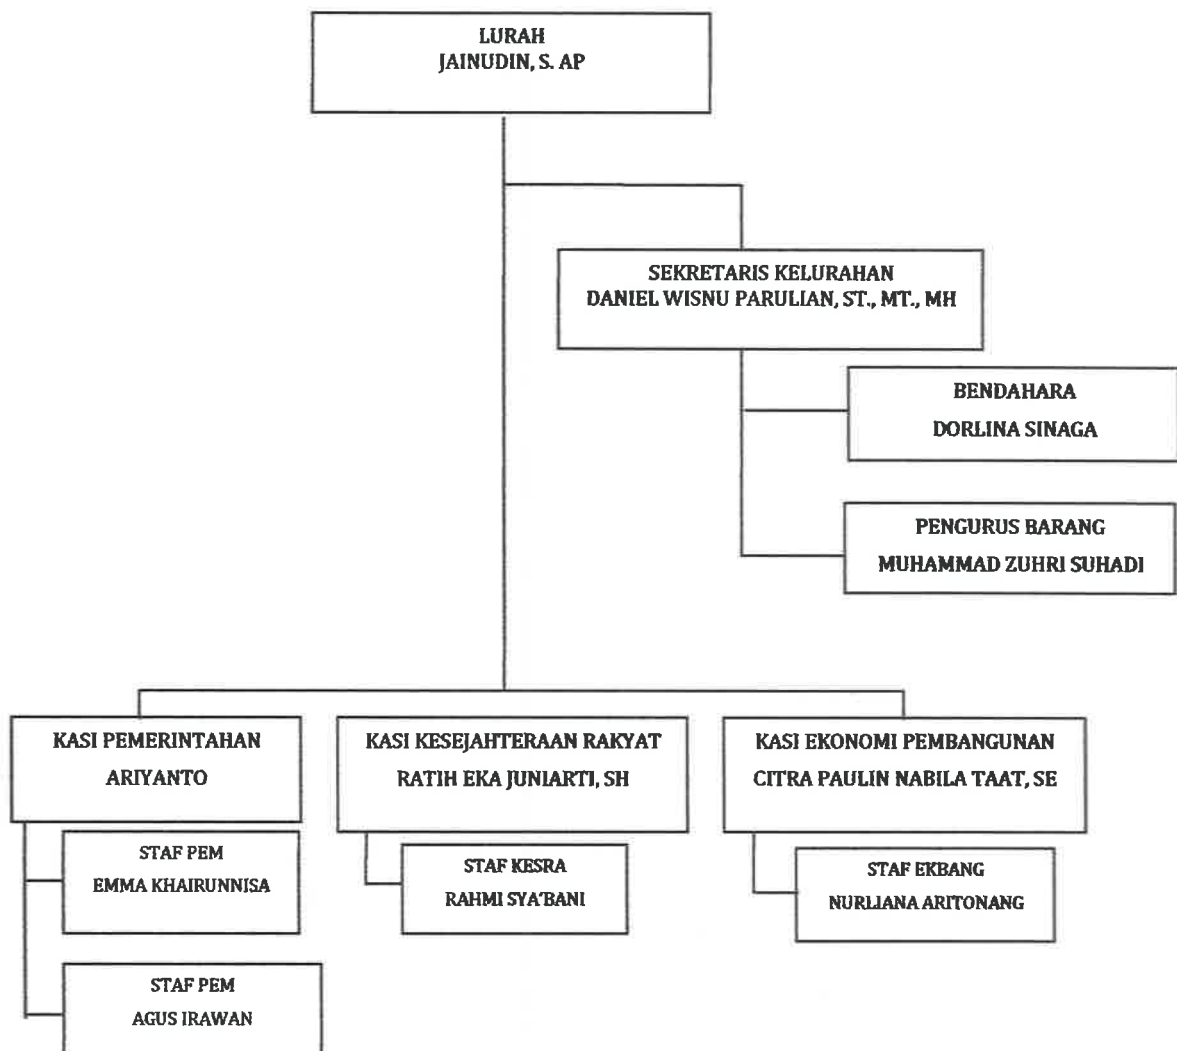 LURAH
JAINUDIN, S. AP
SEKRETARIS KELURAHAN
DANIEL WISNU PARULIAN, ST., MT., MH
BENDAHARA
DORLINA SINAGA
PENGURUS BARANG
MUHAMMAD ZUHRI SUHADI
KASI PEMERINTAHAN
ARIYANTO
STAF PEM
EMMA KHAIRUNNISA
STAF PEM
AGUS IRAWAN
KASI KESEJAHTERAAN RAKYAT
RATIH EKA JUNIARTI, SH
STAF KESRA
RAHMI SYA'BANI
KASI EKONOMI PEMBANGUNAN
CITRA PAULIN NABILA TAAT, SE
STAF EKBANG
NURLIANA ARITONANG